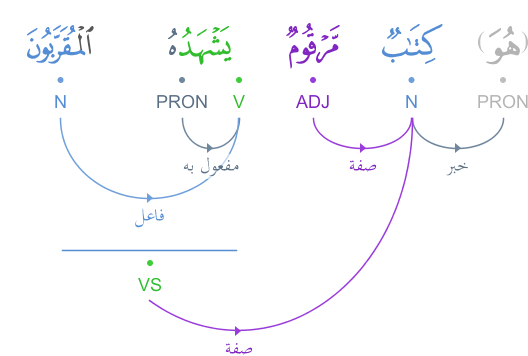 (هُوَ) كِتَـٰبٌ مَّرْقُومٌ يَشْهَدُهُ ٱلْمُقَرَّبُونَ
PRON N ADJ V PRON N
خبر صفة مفعول به
فاعل
VS
صفة